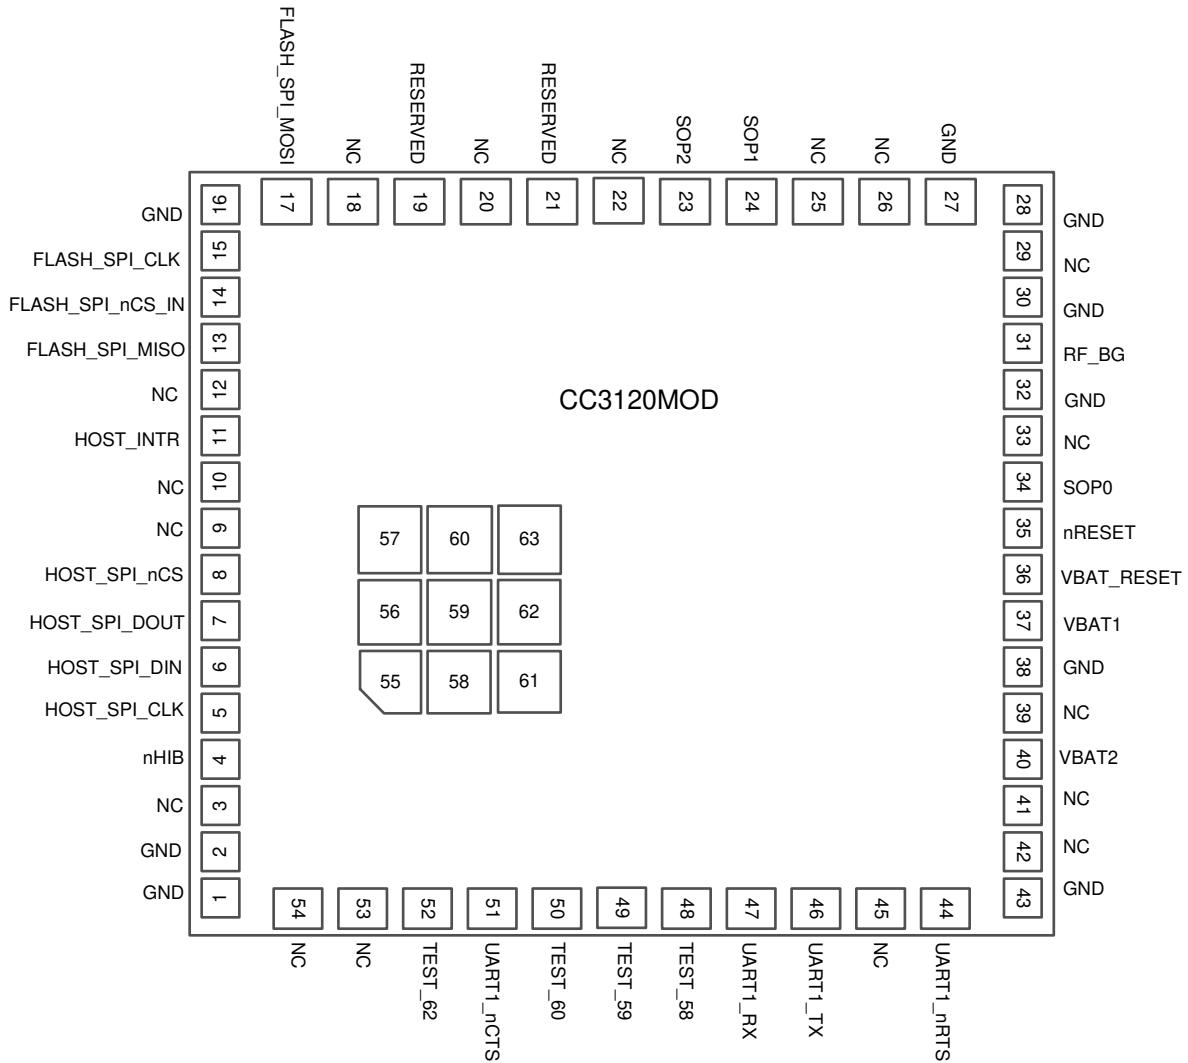 FLASH_SPI_MOSI
NC
RESERVED
NC
RESERVED
NC
SOP2
SOP1
NC
NC
GND
17
18
19
20
21
22
23
24
25
26
27
GND
16
FLASH_SPI_CLK
15
FLASH_SPI_nCS_IN
14
FLASH_SPI_MISO
13
NC
12
HOST_INTR
11
NC
10
NC
9
HOST_SPI_nCS
8
HOST_SPI_DOUT
7
HOST_SPI_DIN
6
HOST_SPI_CLK
5
nHIB
4
NC
3
GND
2
GND
1
CC3120MOD
57
60
63
56
59
62
55
58
61
28
GND
29
NC
30
GND
31
RF_BG
32
GND
33
NC
34
SOP0
35
nRESET
36
VBAT_RESET
37
VBAT1
38
GND
39
NC
40
VBAT2
41
NC
42
NC
43
GND
54
53
52
51
50
49
48
47
46
45
44
NC
NC
TEST_62
UART1_nCTS
TEST_60
TEST_59
TEST_58
UART1_RX
UART1_TX
NC
UART1_nRTS